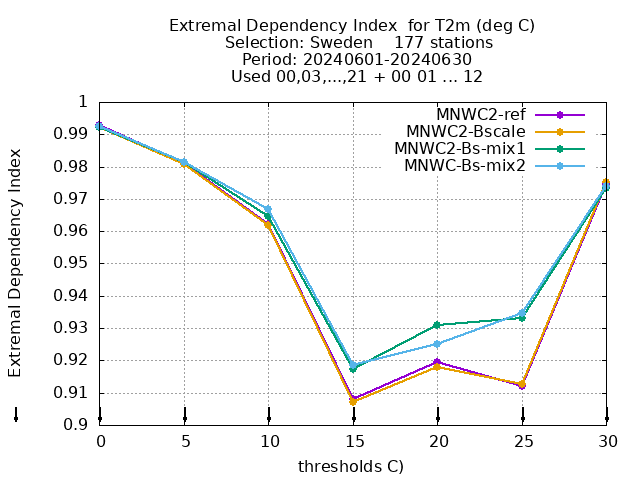 Extremal Dependency Index  for T2m (deg C)
Selection: Sweden    177 stations
Period: 20240601-20240630
Used 00,03,...,21 + 00 01 ... 12
Extremal Dependency Index
1
0.99
0.98
0.97
0.96
0.95
0.94
0.93
0.92
0.91
0.9
MNWC2-ref
MNWC2-Bscale
MNWC2-Bs-mix1
MNWC-Bs-mix2
0 5 10 15 20 25 30
thresholds C)